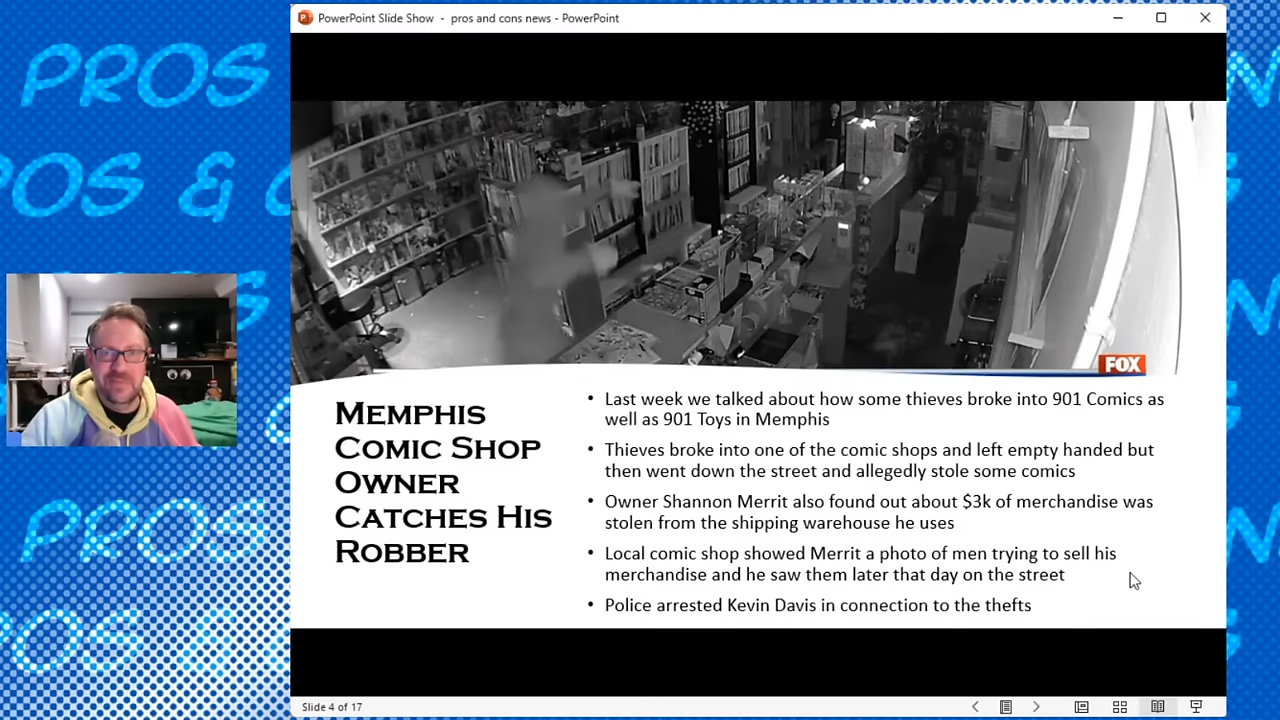 PowerPoint Slide Show - pros and cons news - PowerPoint
PROS
POS &
PROS
FOX
MEMPHIS
COMIC SHOP
OWNER
CATCHES HIS
ROBBER
• Last week we talked about how some thieves broke into 901 Comics as
well as 901 Toys in Memphis
• Thieves broke into one of the comic shops and left empty handed but
then went down the street and allegedly stole some comics
• Owner Shannon Merrit also found out about $3k of merchandise was
stolen from the shipping warehouse he uses
• Local comic shop showed Merrit a photo of men trying to sell his
merchandise and he saw them later that day on the street
• Police arrested Kevin Davis in connection to the thefts
Slide 4 of 17